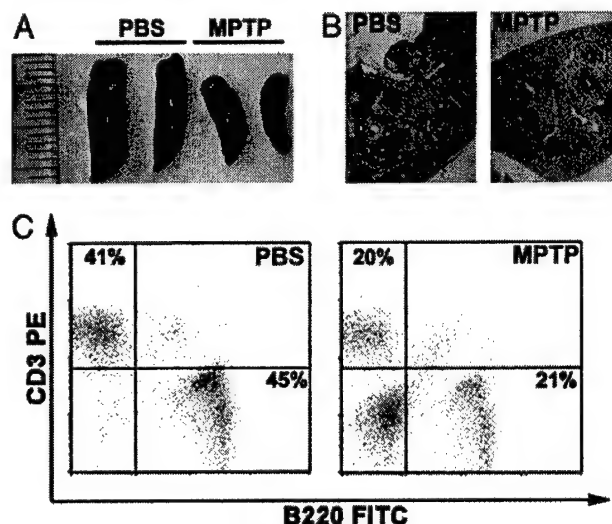 A
PBS
MPTP
B
PBS
MPTP
C
41%
PBS
45%
20%
MPTP
21%
CD3 PE
B220 FITC